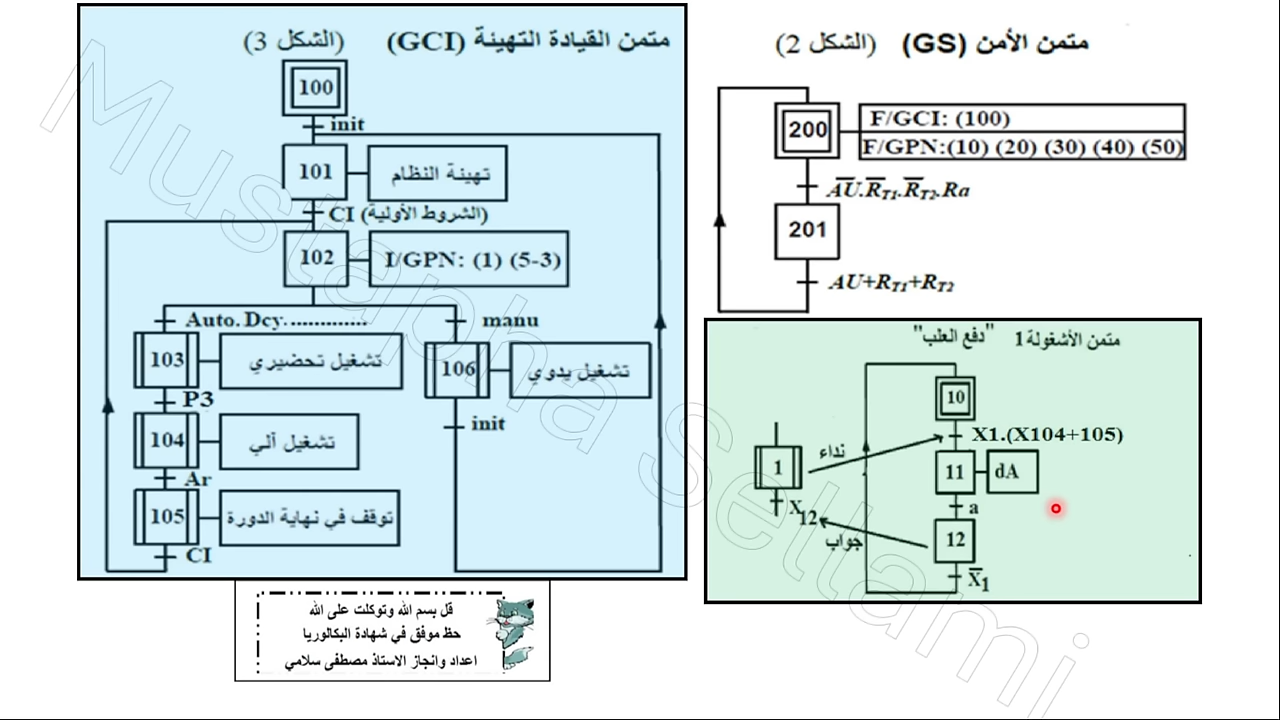 متمن القيادة التهيئة (GCI) (الشكل 3)
100
init
101
تهيئة النظام
CI (الشروط الأولية)
102
I/GPN: (1) (5-3)
Auto. Dcy..............
manu
103
تشغيل تحضيري
106
تشغيل يدوي
P3
init
104
تشغيل آلي
Ar
105
توقف في نهاية الدورة
CI
متمن الأمن (GS) (الشكل 2)
200
F/GCI: (100)
F/GPN:(10) (20) (30) (40) (50)
A̅U̅.R̅T1.R̅T2.Ra
201
AU+RT1+RT2
متمن الأشغولة 1 "دفع العلب"
10
X1.(X104+105)
نداء
1
11
dA
X12
a
جواب
12
X̅1
قل بسم الله وتوكلت على الله
حظ موفق في شهادة البكالوريا
اعداد وانجاز الاستاذ مصطفى سلامي
Mustapha Sellami